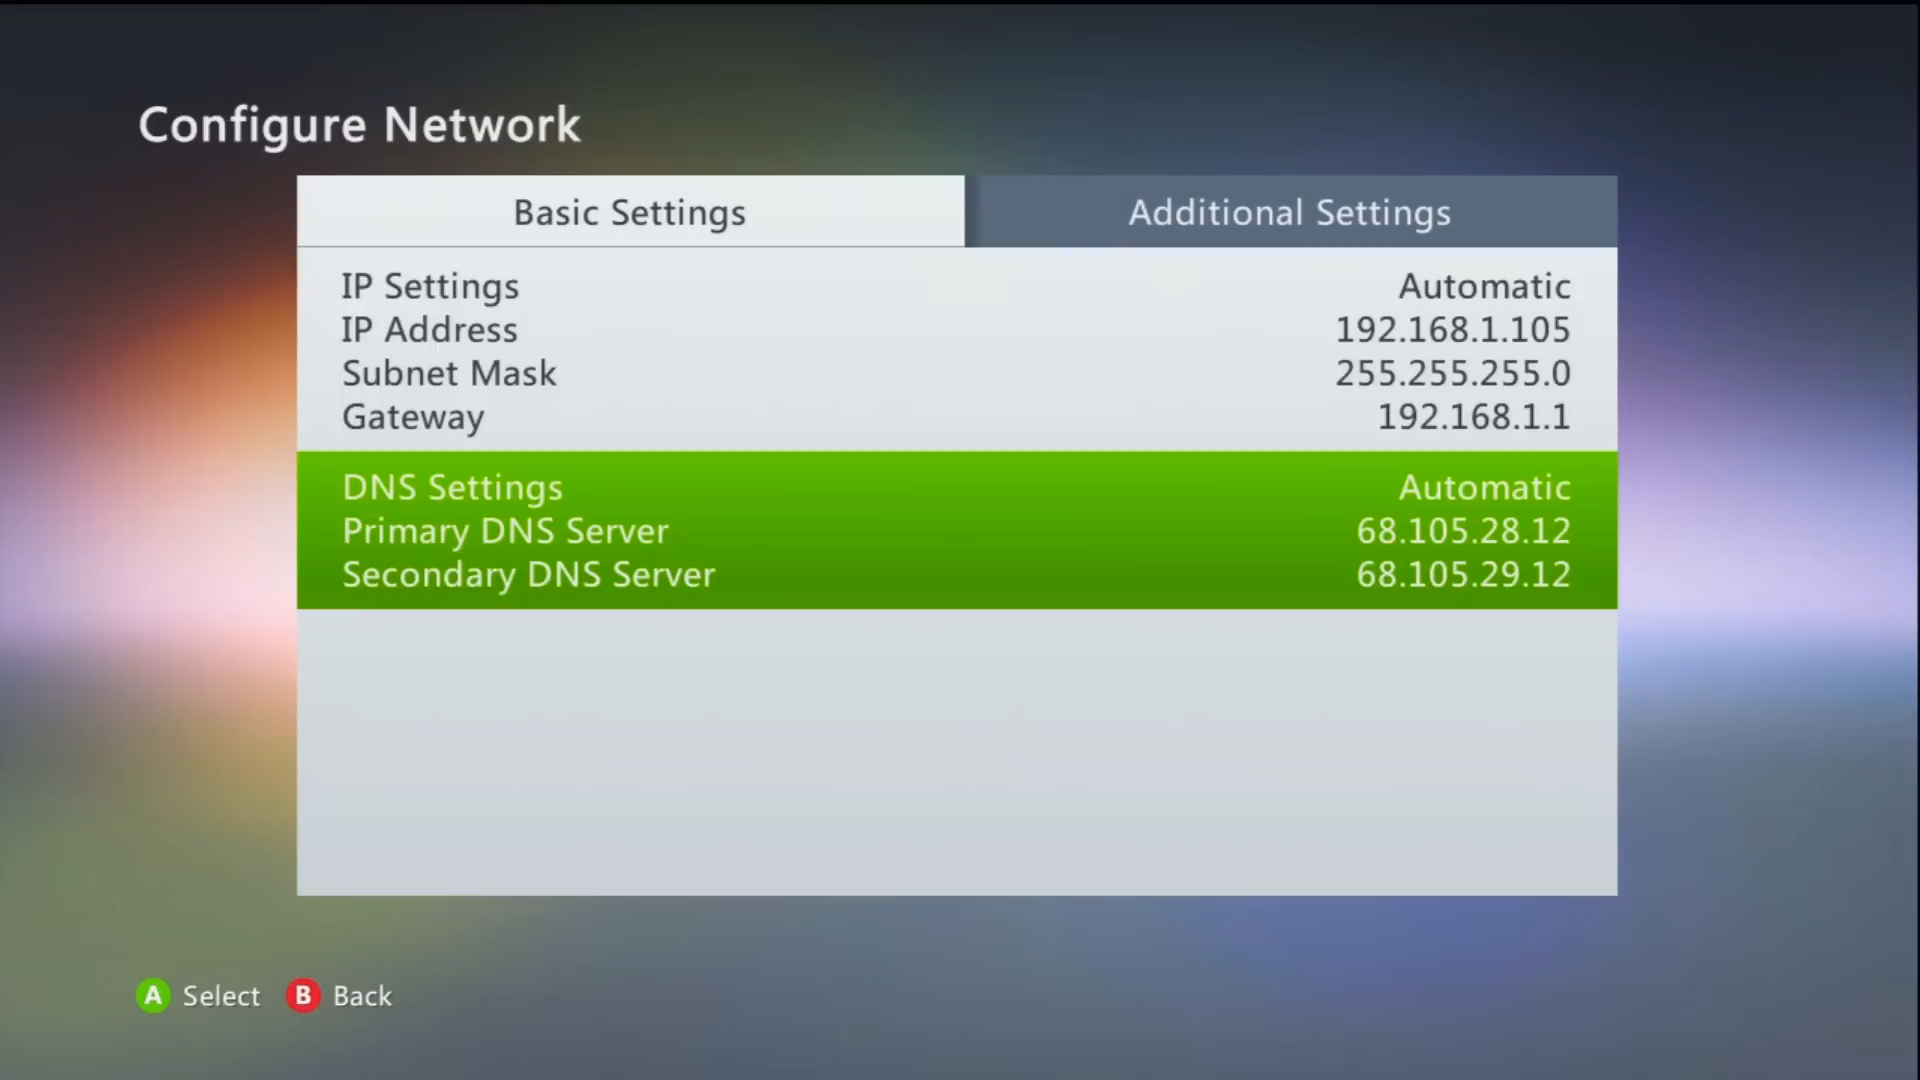 Configure Network
Basic Settings
Additional Settings
IP Settings Automatic
IP Address 192.168.1.105
Subnet Mask 255.255.255.0
Gateway 192.168.1.1
DNS Settings Automatic
Primary DNS Server 68.105.28.12
Secondary DNS Server 68.105.29.12
A Select B Back